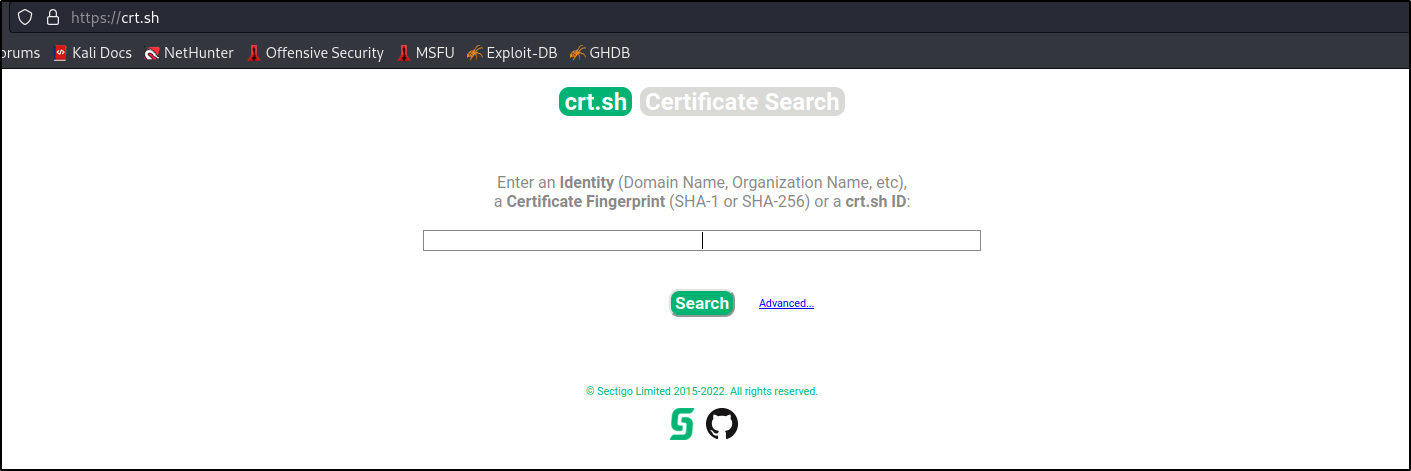 https://crt.sh
orums Kali Docs NetHunter Offensive Security MSFU Exploit-DB GHDB
crt.sh Certificate Search
Enter an Identity (Domain Name, Organization Name, etc),
a Certificate Fingerprint (SHA-1 or SHA-256) or a crt.sh ID:
Search Advanced...
© Sectigo Limited 2015-2022. All rights reserved.